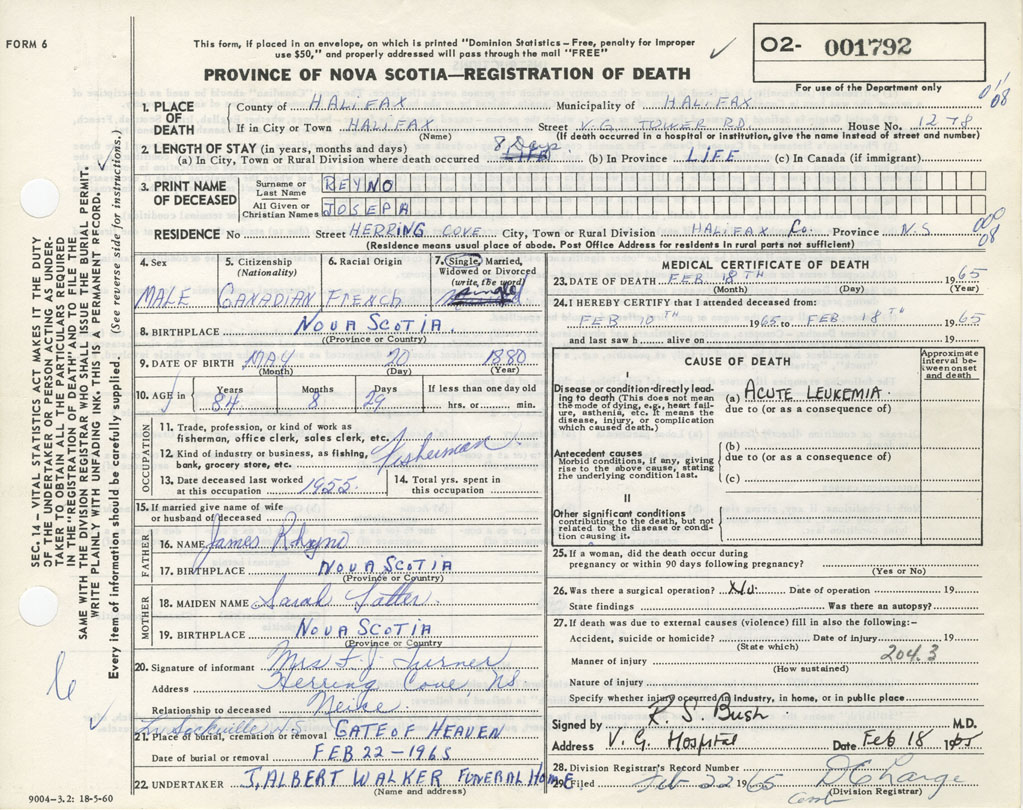 FORM 6
This form, if placed in an envelope, on which is printed "Dominion Statistics – Free, penalty for improper
use $50," and properly addressed will pass through the mail "FREE"
O2- 001792
For use of the Department only
PROVINCE OF NOVA SCOTIA—REGISTRATION OF DEATH
1. PLACE OF DEATH
County of HALIFAX Municipality of HALIFAX
If in City or Town HALIFAX Street V.G. TOWER RD. House No. 1278
(Name) (If death occurred in hospital or institution, give the name instead of street and number)
2. LENGTH OF STAY (in years, months and days)
(a) In City, Town or Rural Division where death occurred 8 Days LIFE (b) In Province LIFE (c) In Canada (if immigrant)
3. PRINT NAME OF DECEASED
Surname or Last Name REYNO
All Given or Christian Names JOSEPH
RESIDENCE No Street HERRING COVE City, Town or Rural Division HALIFAX Co. Province N.S
(Residence means usual place of abode. Post Office Address for residents in rural parts not sufficient)
4. Sex
MALE
5. Citizenship
(Nationality)
CANADIAN
6. Racial Origin
FRENCH
7. Single, Married,
Widowed or Divorced
(write the word)
8. BIRTHPLACE NOVA SCOTIA.
(Province or Country)
9. DATE OF BIRTH MAY 20 1880
(Month) (Day) (Year)
10. AGE in
Years Months Days If less than one day old
84 8 29 hrs. or min.
OCCUPATION
11. Trade, profession, or kind of work as
fisherman, office clerk, sales clerk, etc.
12. Kind of industry or business, as fishing,
bank, grocery store, etc.
Fisherman
13. Date deceased last worked
at this occupation 1955.
14. Total yrs. spent in
this occupation
15. If married give name of wife
or husband of deceased
FATHER
16. NAME James Rhyno
17. BIRTHPLACE NOVA SCOTIA
(Province or Country)
MOTHER
18. MAIDEN NAME Sarah
19. BIRTHPLACE NOVA SCOTIA
(Province or Country)
20. Signature of informant Mrs F. J. Turner
Address Herring Cove, NS
Relationship to deceased Neice.
Lr Sackville N.S.
21. Place of burial, cremation or removal GATE OF HEAVEN
Date of burial or removal FEB 22-1965
22. UNDERTAKER J, ALBERT WALKER FUNERAL HOME
(Name and address)
9004–3.2: 18-5-60
MEDICAL CERTIFICATE OF DEATH
23. DATE OF DEATH FEB 18TH 1965
(Month) (Day) (Year)
24. I HEREBY CERTIFY that I attended deceased from:
FEB 10TH 1965 to FEB 18TH 1965
and last saw h alive on 19
CAUSE OF DEATH
Approximate
interval be-
tween onset
and death
I
Disease or condition directly lead-
ing to death (This does not mean
the mode of dying, e.g., heart fail-
ure, asthenia, etc. It means the
disease, injury, or complication
which caused death.)
(a) ACUTE LEUKEMIA.
due to (or as a consequence of)
Antecedent causes
Morbid conditions, if any, giving
rise to the above cause, stating
the underlying condition last.
(b)
due to (or as a consequence of)
(c)
II
Other significant conditions
contributing to the death, but not
related to the disease or condi-
tion causing it.
25. If a woman, did the death occur during
pregnancy or within 90 days following pregnancy?
(Yes or No)
26. Was there a surgical operation? No. Date of operation 19
State findings Was there an autopsy?
27. If death was due to external causes (violence) fill in also the following:–
Accident, suicide or homicide? Date of injury 19
(State which)
204.3
Manner of injury
(How sustained)
Nature of injury
Specify whether injury occurred in industry, in home, or in public place
Signed by R. S. Bush M.D.
Address V. G. Hospital Date Feb 18 1965
28. Division Registrar's Record Number
29. Filed Feb 22 1965
(Division Registrar)
SEC. 14 – VITAL STATISTICS ACT MAKES IT THE DUTY
OF THE UNDERTAKER OR PERSON ACTING AS UNDER-
TAKER TO OBTAIN ALL THE PARTICULARS REQUIRED
IN THE "REGISTRATION OF DEATH" AND TO FILE THE
SAME WITH THE DIVISION REGISTRAR WHO SHALL ISSUE THE BURIAL PERMIT.
WRITE PLAINLY WITH UNFADING INK. THIS IS A PERMANENT RECORD.
Every item of information should be carefully supplied. (See reverse side for instructions.)